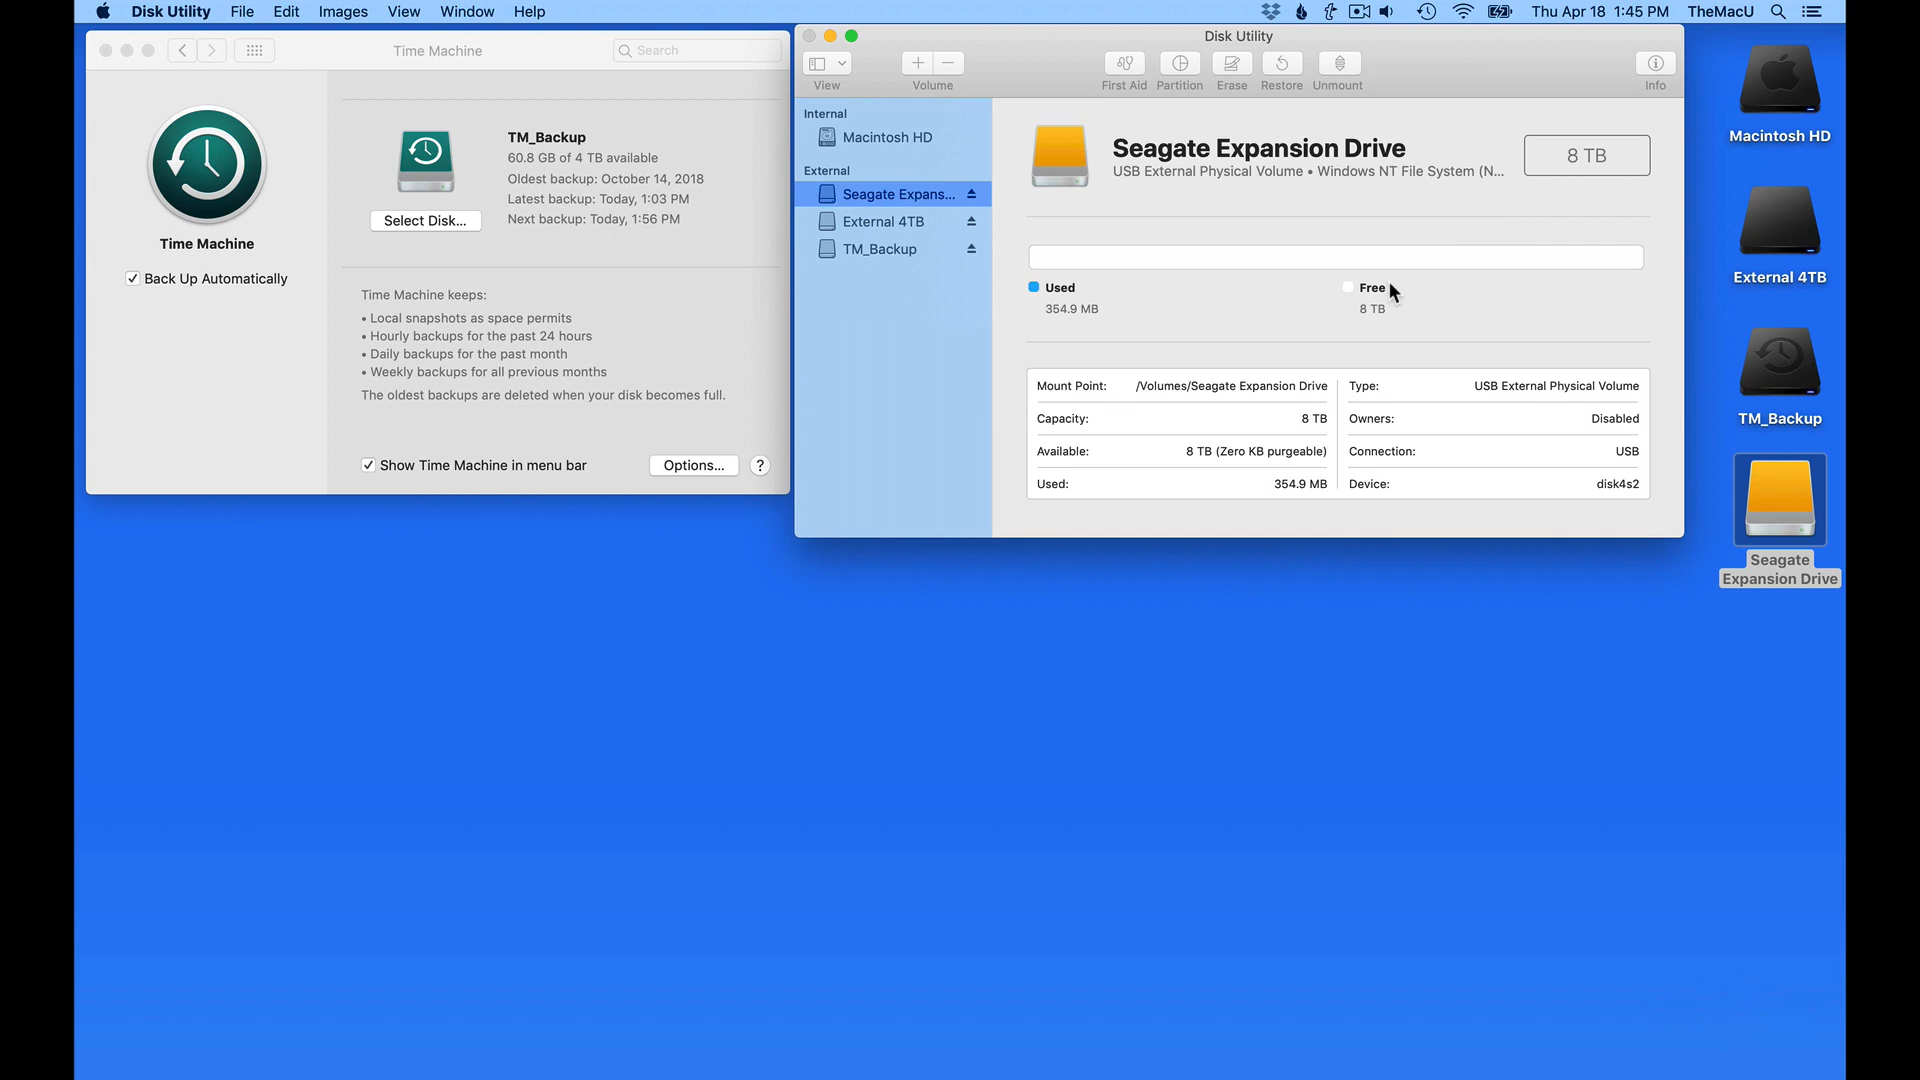 Disk Utility File Edit Images View Window Help
Thu Apr 18 1:45 PM TheMacU
Time Machine
Search
TM_Backup
60.8 GB of 4 TB available
Oldest backup: October 14, 2018
Latest backup: Today, 1:03 PM
Next backup: Today, 1:56 PM
Select Disk...
Time Machine
Back Up Automatically
Time Machine keeps:
• Local snapshots as space permits
• Hourly backups for the past 24 hours
• Daily backups for the past month
• Weekly backups for all previous months
The oldest backups are deleted when your disk becomes full.
Show Time Machine in menu bar
Options...
?
Disk Utility
View Volume First Aid Partition Erase Restore Unmount Info
Internal
Macintosh HD
External
Seagate Expans...
External 4TB
TM_Backup
Seagate Expansion Drive
USB External Physical Volume • Windows NT File System (N...
8 TB
Used
354.9 MB
Free
8 TB
Mount Point: /Volumes/Seagate Expansion Drive
Capacity: 8 TB
Available: 8 TB (Zero KB purgeable)
Used: 354.9 MB
Type: USB External Physical Volume
Owners: Disabled
Connection: USB
Device: disk4s2
Macintosh HD
External 4TB
TM_Backup
Seagate
Expansion Drive